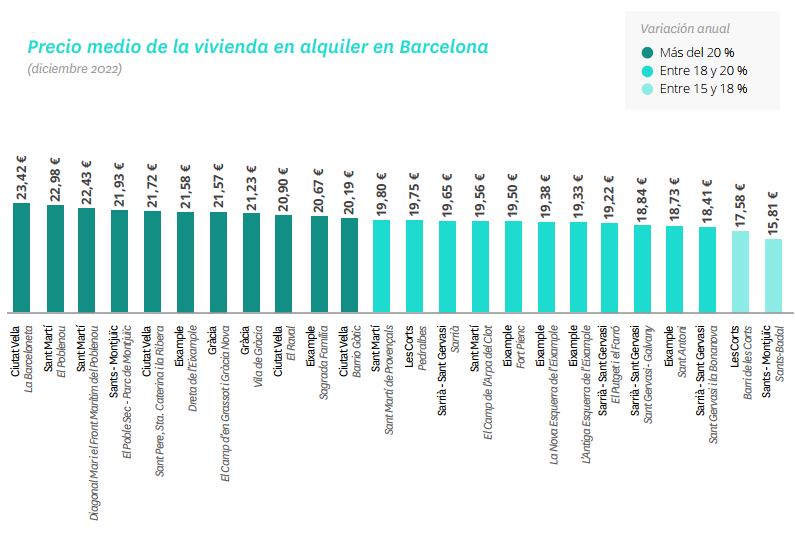 Precio medio de la vivienda en alquiler en Barcelona
(diciembre 2022)
Variación anual
Más del 20 %
Entre 18 y 20 %
Entre 15 y 18 %
23,42 €
22,98 €
22,43 €
21,93 €
21,72 €
21,58 €
21,57 €
21,23 €
20,90 €
20,67 €
20,19 €
19,80 €
19,75 €
19,65 €
19,56 €
19,50 €
19,38 €
19,33 €
19,22 €
18,84 €
18,73 €
18,41 €
17,58 €
15,81 €
Ciutat Vella
La Barceloneta
Sant Martí
El Poblenou
Sant Martí
Diagonal Mar i el Front Marítim del Poblenou
Sants - Montjüic
El Poble Sec - Parc de Montjüic
Ciutat Vella
Sant Pere, Sta. Caterina i la Ribera
Eixample
Dreta de l'Eixample
Gràcia
El Camp d'en Grassot i Gràcia Nova
Gràcia
Vila de Gràcia
Ciutat Vella
El Raval
Eixample
Sagrada Família
Ciutat Vella
Barrio Gòtic
Sant Martí
Sant Martí de Provençals
Les Corts
Pedralbes
Sarrià - Sant Gervasi
Sarrià
Sant Martí
El Camp de l'Arpa del Clot
Eixample
Fort Pienc
Eixample
La Nova Esquerra de l'Eixample
Eixample
L'Antiga Esquerra de l'Eixample
Sarrià - Sant Gervasi
El Putget i el Farró
Sarrià - Sant Gervasi
Sant Gervasi - Galvany
Eixample
Sant Antoni
Sarrià - Sant Gervasi
Sant Gervasi i la Bonanova
Les Corts
Barri de les Corts
Sants - Montjüic
Sants-Badal